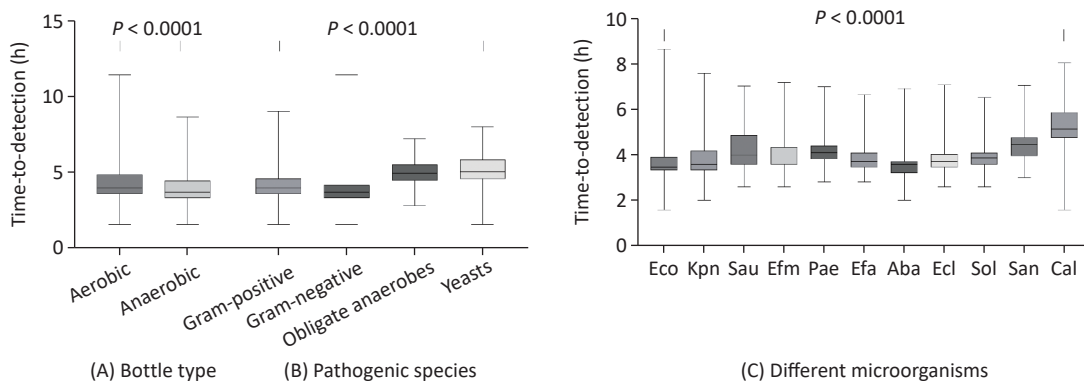 Time-to-detection (h)
15
10
5
0
P < 0.0001
P < 0.0001
Aerobic
Anaerobic
Gram-positive
Gram-negative
Obligate anaerobes
Yeasts
(A) Bottle type
(B) Pathogenic species
Time-to-detection (h)
10
8
6
4
2
0
P < 0.0001
Eco Kpn Sau Efm Pae Efa Aba Ecl Sol San Cal
(C) Different microorganisms